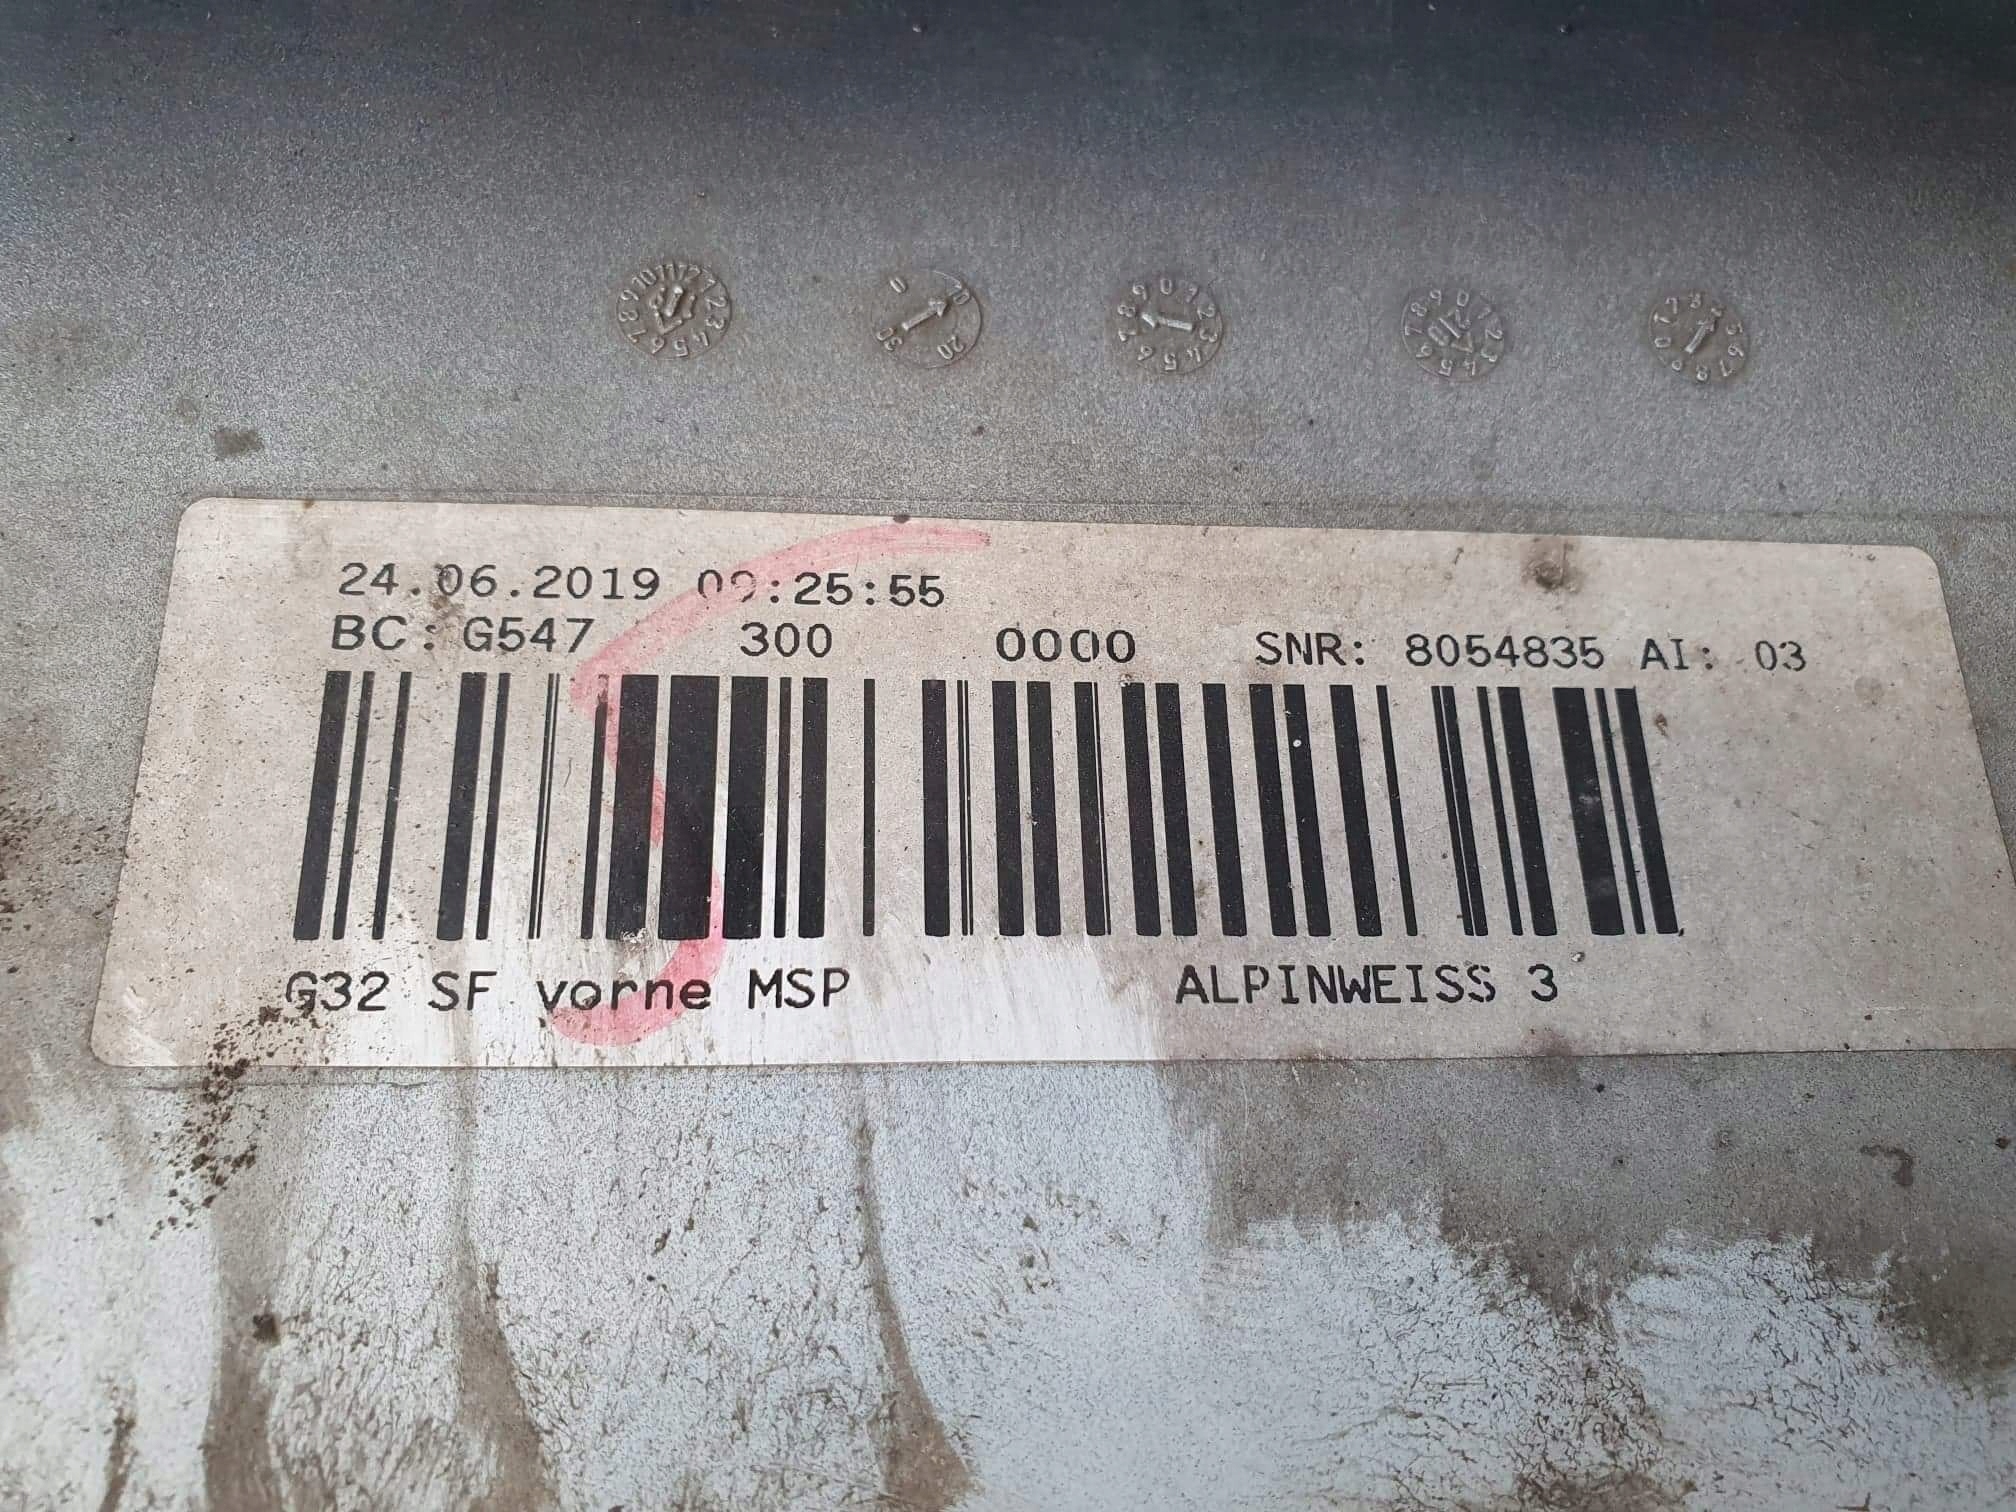 24.06.2019 09:25:55
BC: G547 300 0000 SNR: 8054835 AI: 03
G32 SF vorne MSP ALPINWEISS 3